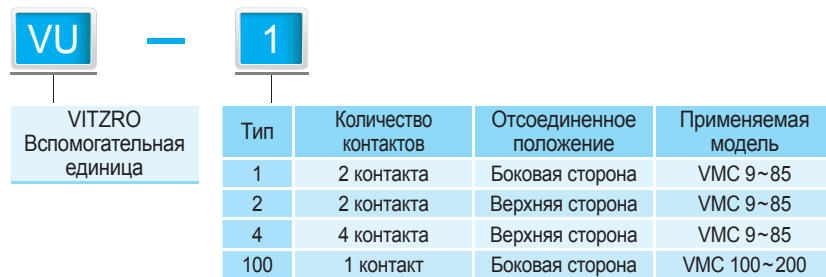 VU — 1
VITZRO
Вспомогательная
единица
Тип Количество контактов Отсоединенное положение Применяемая модель
1 2 контакта Боковая сторона VMC 9~85
2 2 контакта Верхняя сторона VMC 9~85
4 4 контакта Верхняя сторона VMC 9~85
100 1 контакт Боковая сторона VMC 100~200